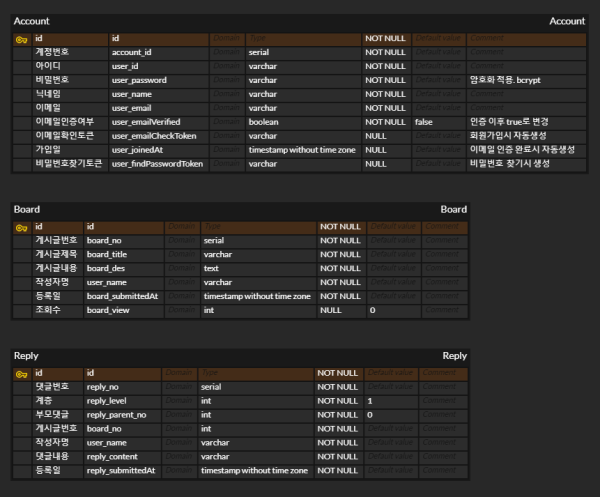 Account Account
id id Domain Type NOT NULL Default value Comment
계정번호 account_id Domain serial NOT NULL Default value Comment
아이디 user_id Domain varchar NOT NULL Default value Comment
비밀번호 user_password Domain varchar NOT NULL Default value 암호화 적용. bcrypt
닉네임 user_name Domain varchar NOT NULL Default value Comment
이메일 user_email Domain varchar NOT NULL Default value Comment
이메일인증여부 user_emailVerified Domain boolean NOT NULL false 인증 이후 true로 변경
이메일확인토큰 user_emailCheckToken Domain varchar NULL Default value 회원가입시 자동생성
가입일 user_joinedAt Domain timestamp without time zone NULL Default value 이메일 인증 완료시 자동생성
비밀번호찾기토큰 user_findPasswordToken Domain varchar NULL Default value 비밀번호 찾기시 생성
Board Board
id id Domain Type NOT NULL Default value Comment
게시글번호 board_no Domain serial NOT NULL Default value Comment
게시글제목 board_title Domain varchar NOT NULL Default value Comment
게시글내용 board_des Domain text NOT NULL Default value Comment
작성자명 user_name Domain varchar NOT NULL Default value Comment
등록일 board_submittedAt Domain timestamp without time zone NOT NULL Default value Comment
조회수 board_view Domain int NULL 0 Comment
Reply Reply
id id Domain Type NOT NULL Default value Comment
댓글번호 reply_no Domain serial NOT NULL Default value Comment
계층 reply_level Domain int NOT NULL 1 Comment
부모댓글 reply_parent_no Domain int NOT NULL 0 Comment
게시글번호 board_no Domain int NOT NULL Default value Comment
작성자명 user_name Domain varchar NOT NULL Default value Comment
댓글내용 reply_content Domain varchar NOT NULL Default value Comment
등록일 reply_submittedAt Domain timestamp without time zone NOT NULL Default value Comment